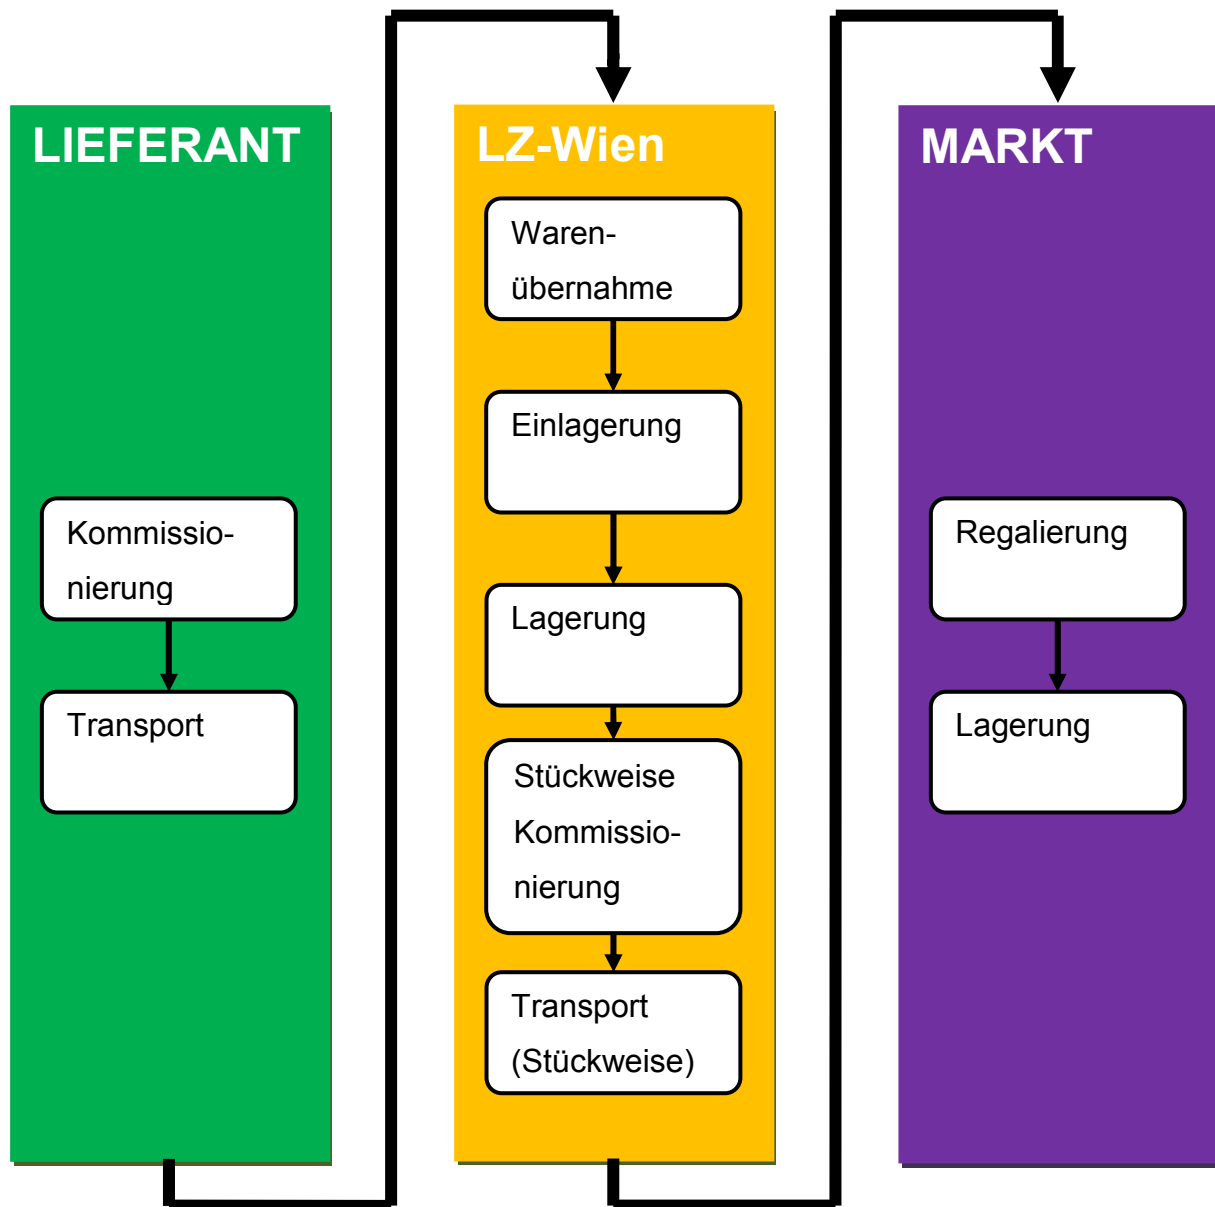 LIEFERANT
Kommissio-
nierung
Transport
LZ-Wien
Waren-
übernahme
Einlagerung
Lagerung
Stückweise
Kommissio-
nierung
Transport
(Stückweise)
MARKT
Regalierung
Lagerung